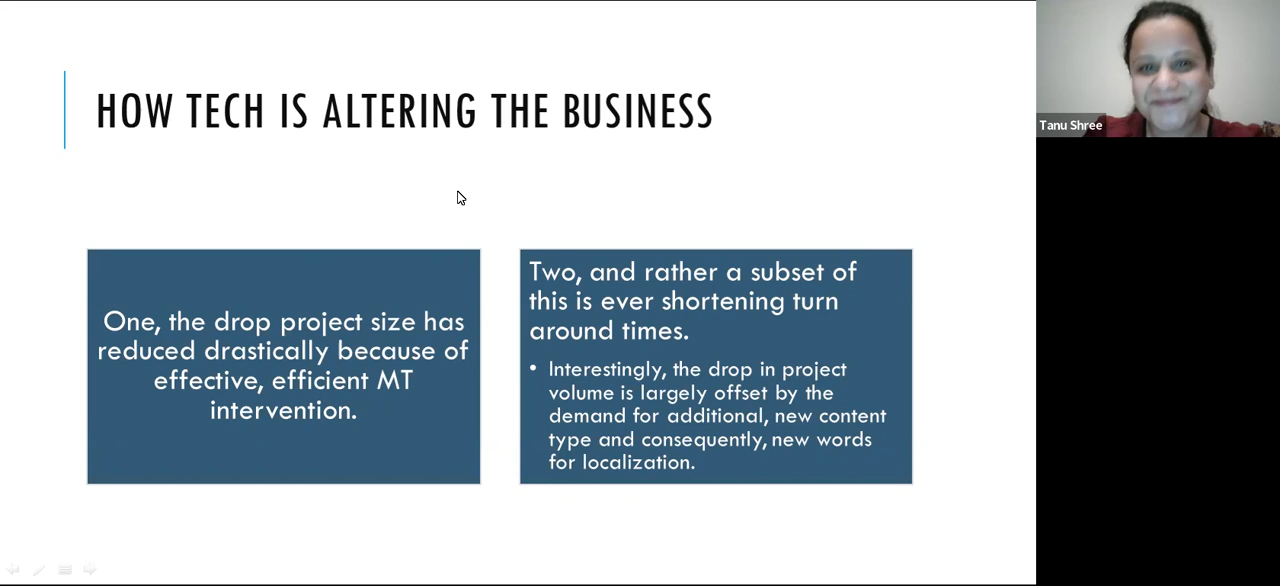 HOW TECH IS ALTERING THE BUSINESS
One, the drop project size has
reduced drastically because of
effective, efficient MT
intervention.
Two, and rather a subset of
this is ever shortening turn
around times.
• Interestingly, the drop in project
volume is largely offset by the
demand for additional, new content
type and consequently, new words
for localization.
Tanu Shree